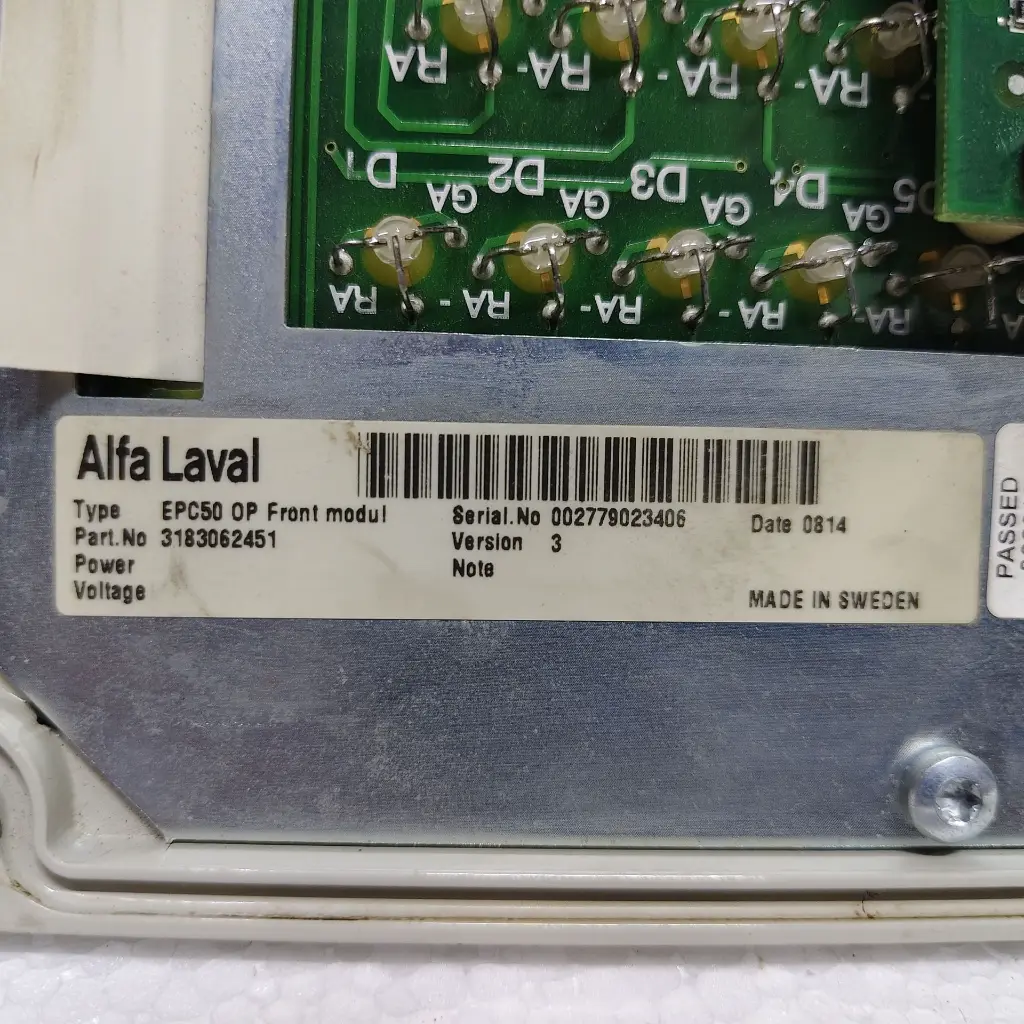 RA - RA - RA - RA -
D1 D2 D3 D4 D5
GA GA GA GA
RA - RA - RA - RA - RA
Alfa Laval
Type EPC50 OP Front modul Serial.No 002779023406 Date 0814
Part.No 3183062451 Version 3
Power Note
Voltage MADE IN SWEDEN
PASSED